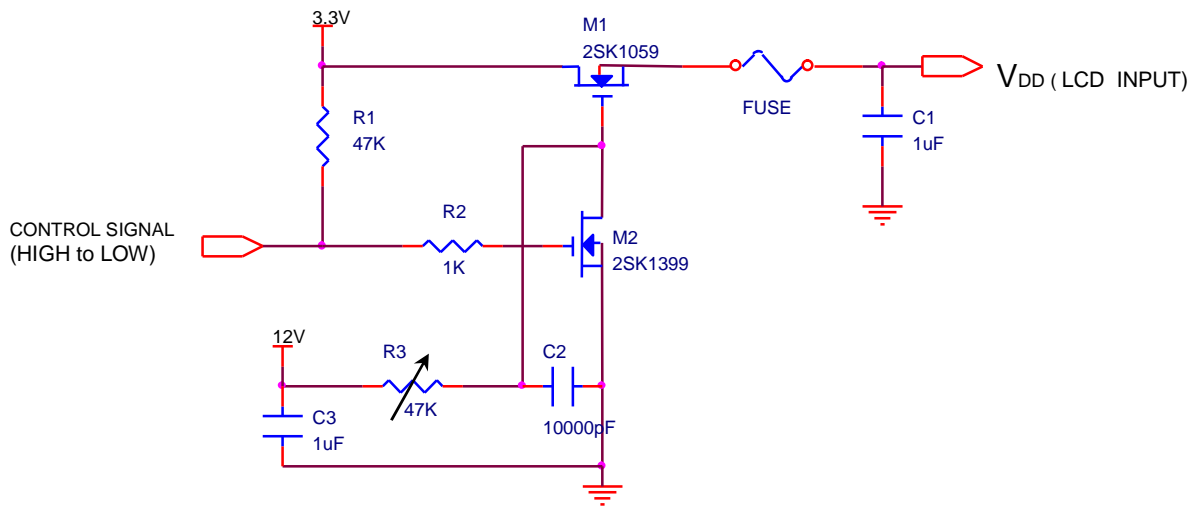 3.3V
M1
2SK1059
FUSE
VDD ( LCD INPUT)
R1
47K
C1
1uF
CONTROL SIGNAL
(HIGH to LOW)
R2
1K
M2
2SK1399
12V
R3
47K
C2
10000pF
C3
1uF